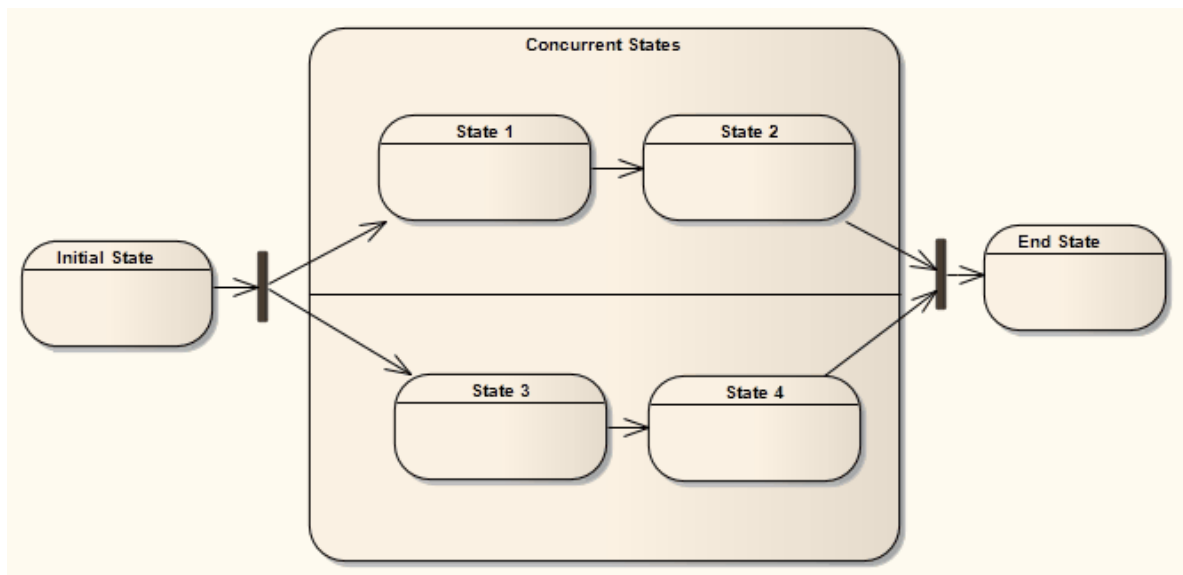 Concurrent States
State 1
State 2
Initial State
End State
State 3
State 4